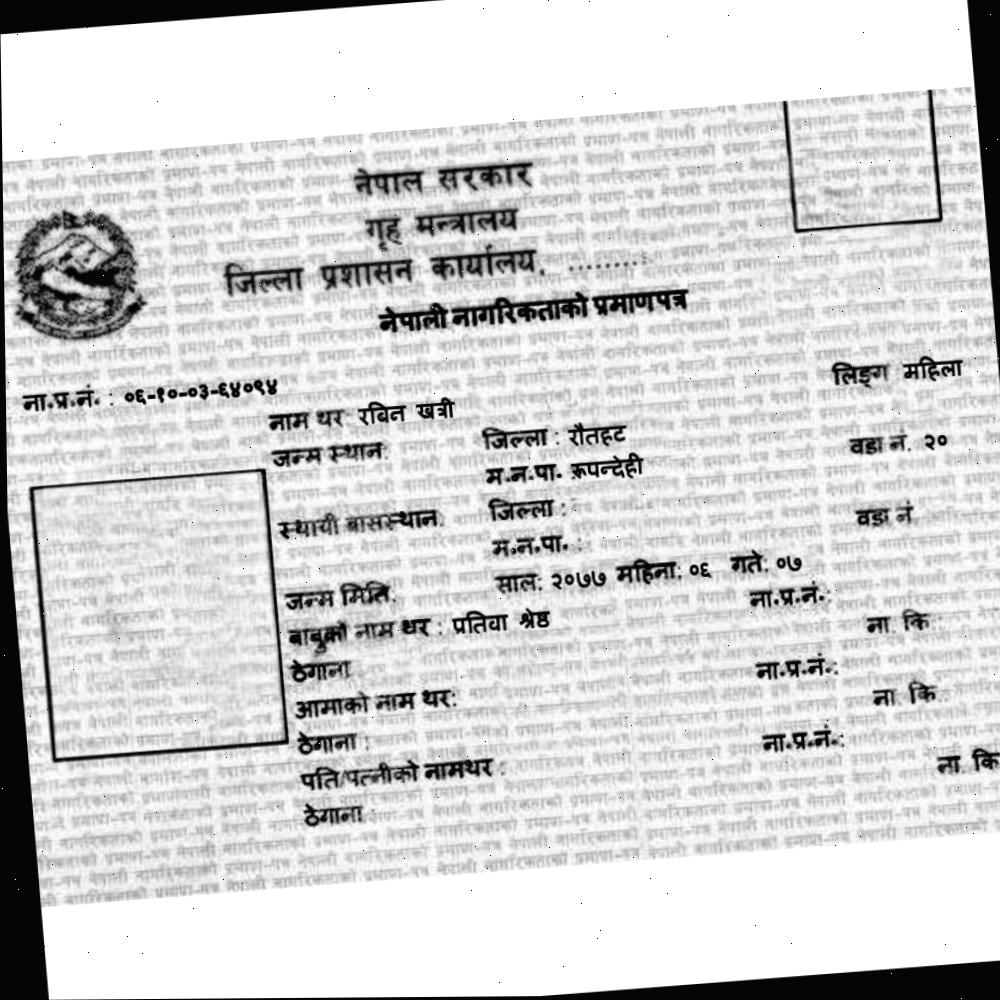 नेपाल सरकार
गृह मन्त्रालय
जिल्ला प्रशासन कार्यालय, .........
नेपाली नागरिकताको प्रमाणपत्र
ना.प्र.नं. : ०६-१०-०३-६४०९४
लिङ्ग महिला
नाम थर रबिन खत्री
जन्म स्थान: जिल्ला : रौतहट
म.न.पा. रूपन्देही वडा नं. २०
स्थायी बासस्थान: जिल्ला :
म.न.पा. : वडा नं
जन्म मिति: साल: २०७७ महिना: ०६ गते: ०७
बाबुको नाम थर : प्रतिवा श्रेष्ठ ना.प्र.नं.:
ठेगाना ना. कि :
आमाको नाम थर: ना.प्र.नं.:
ठेगाना : ना. कि
पति/पत्नीको नामथर : ना.प्र.नं.:
ठेगाना : ना. कि